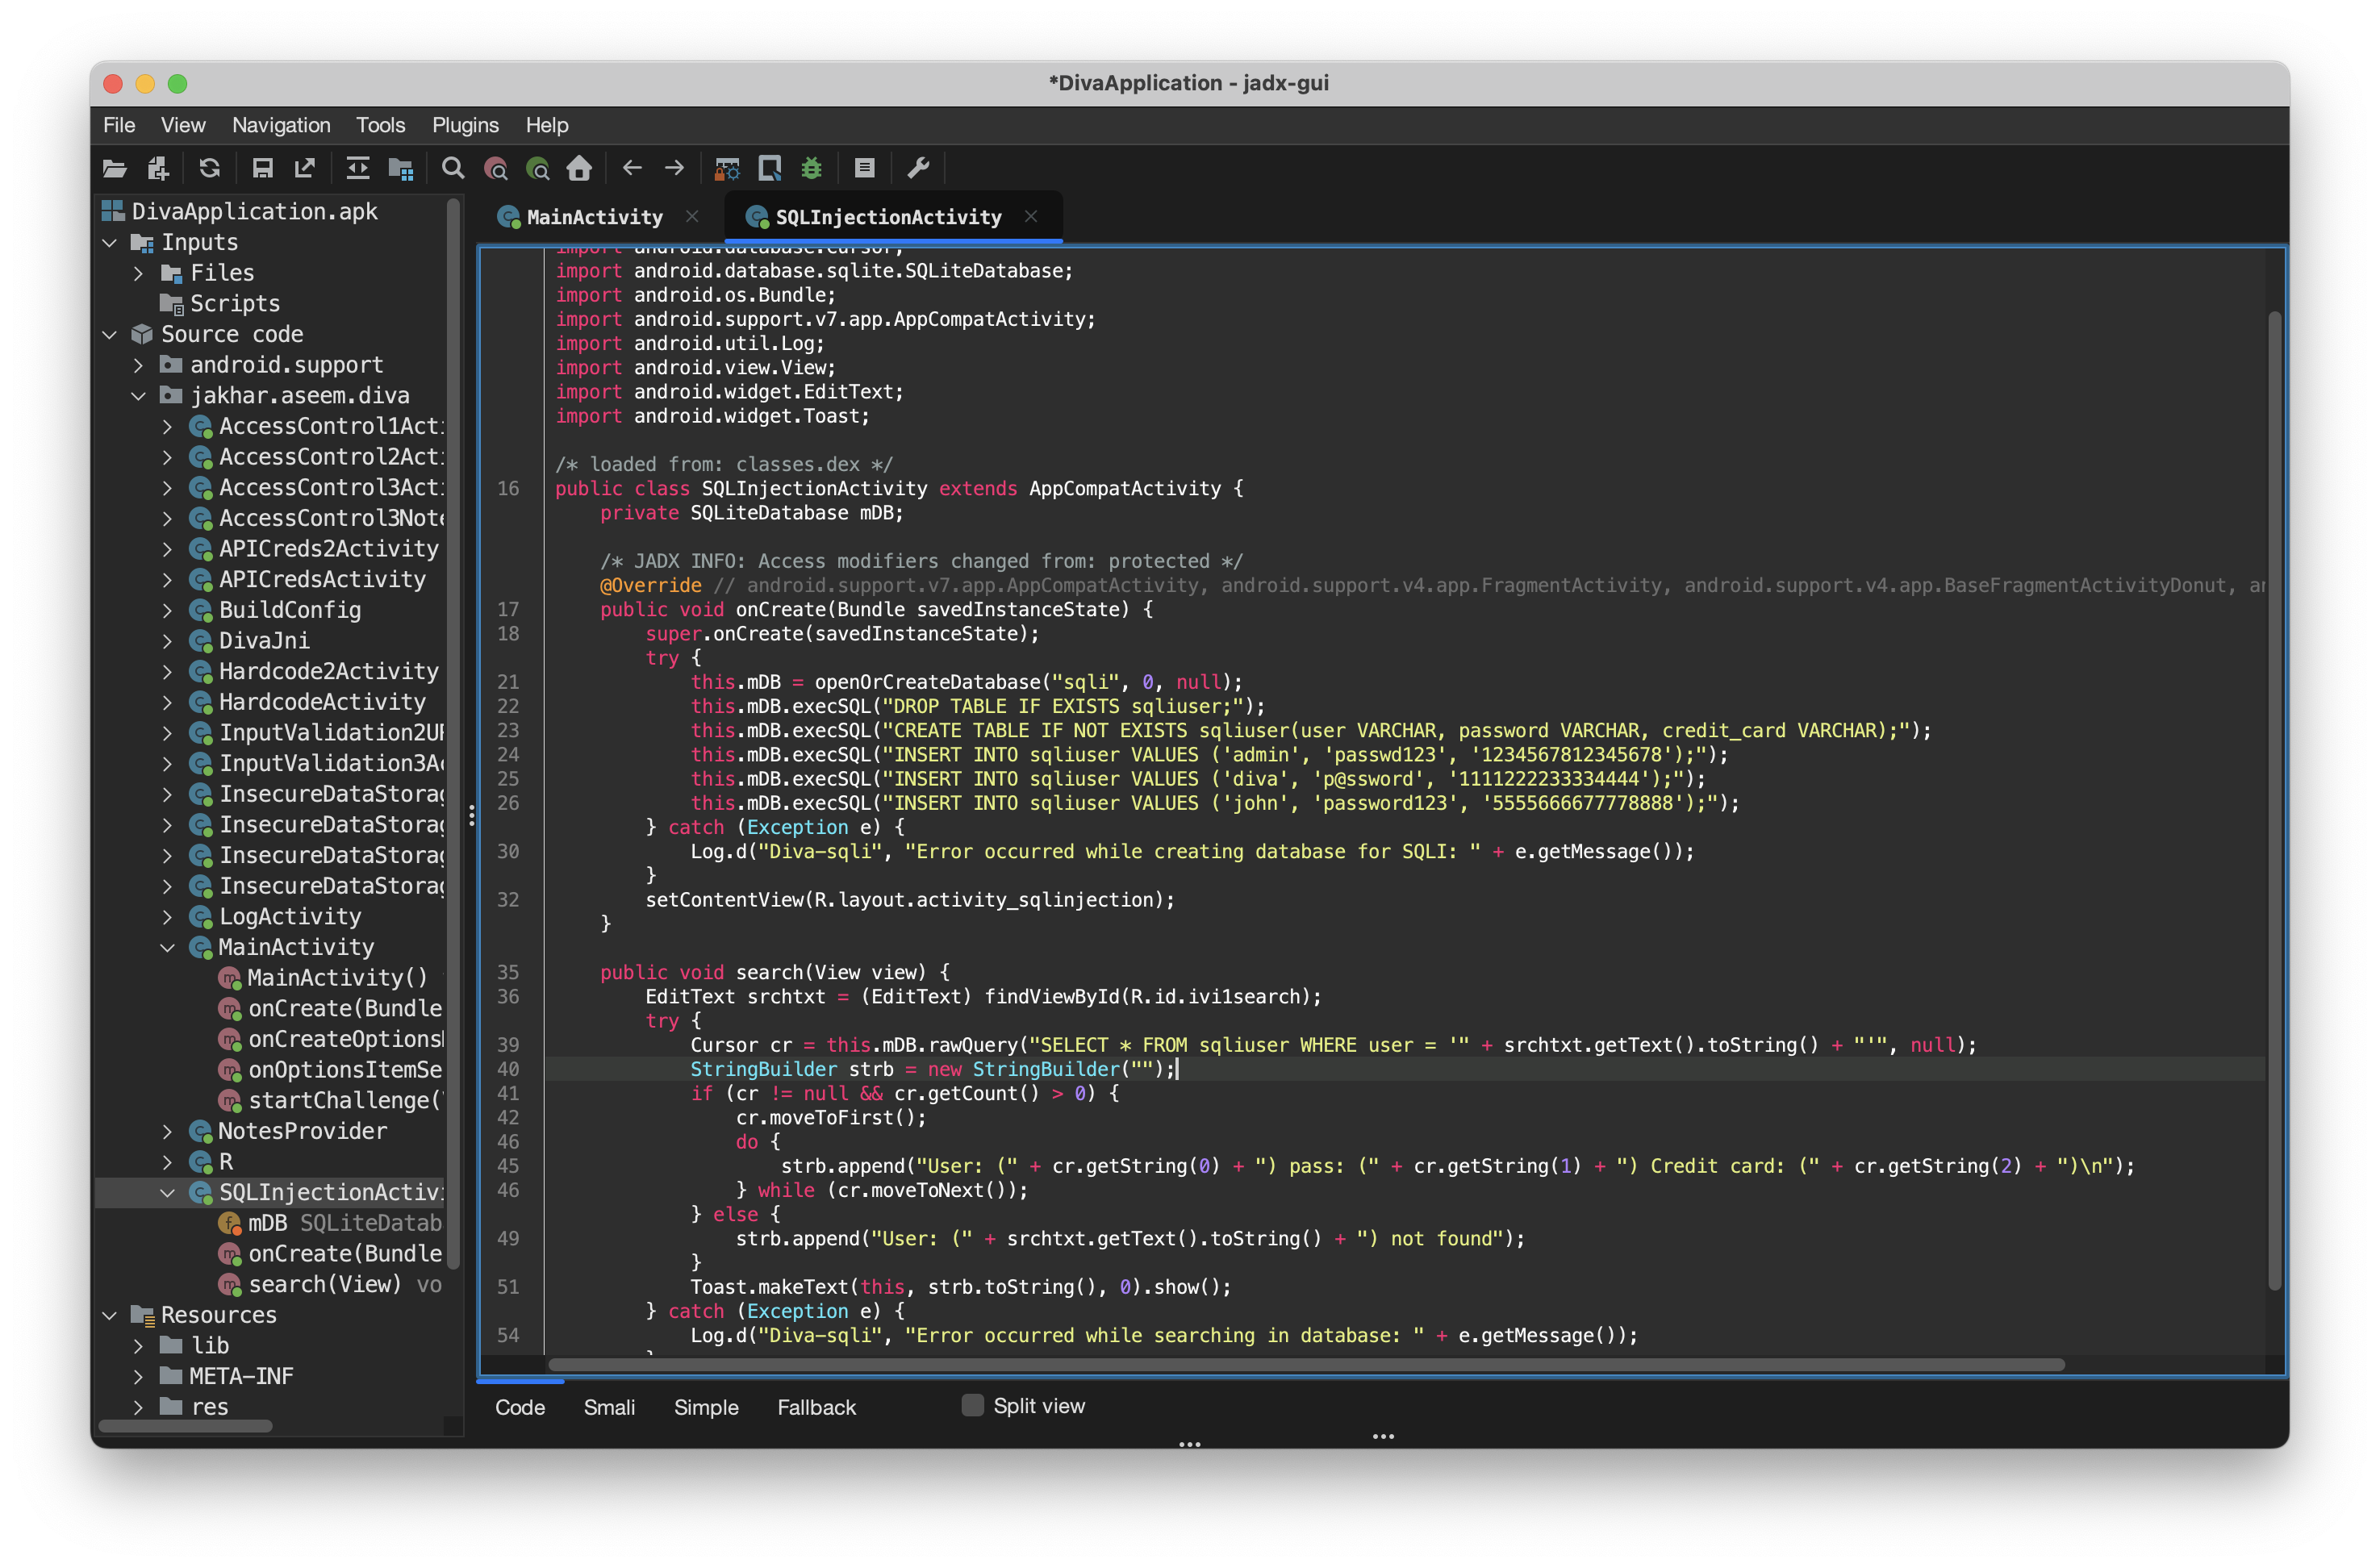 *DivaApplication - jadx-gui
File View Navigation Tools Plugins Help
DivaApplication.apk
Inputs
Files
Scripts
Source code
android.support
jakhar.aseem.diva
AccessControl1Acti
AccessControl2Acti
AccessControl3Acti
AccessControl3Note
APICreds2Activity
APICredsActivity
BuildConfig
DivaJni
Hardcode2Activity
HardcodeActivity
InputValidation2UR
InputValidation3Ac
InsecureDataStorag
InsecureDataStorag
InsecureDataStorag
InsecureDataStorag
LogActivity
MainActivity
MainActivity()
onCreate(Bundle
onCreateOptionsM
onOptionsItemSe
startChallenge(
NotesProvider
R
SQLInjectionActivi
mDB SQLiteDatab
onCreate(Bundle
search(View) vo
Resources
lib
META-INF
res
MainActivity
SQLInjectionActivity
import android.database.Cursor;
import android.database.sqlite.SQLiteDatabase;
import android.os.Bundle;
import android.support.v7.app.AppCompatActivity;
import android.util.Log;
import android.view.View;
import android.widget.EditText;
import android.widget.Toast;
/* loaded from: classes.dex */
16 public class SQLInjectionActivity extends AppCompatActivity {
private SQLiteDatabase mDB;
/* JADX INFO: Access modifiers changed from: protected */
@Override // android.support.v7.app.AppCompatActivity, android.support.v4.app.FragmentActivity, android.support.v4.app.BaseFragmentActivityDonut, an
17 public void onCreate(Bundle savedInstanceState) {
18 super.onCreate(savedInstanceState);
try {
21 this.mDB = openOrCreateDatabase("sqli", 0, null);
22 this.mDB.execSQL("DROP TABLE IF EXISTS sqliuser;");
23 this.mDB.execSQL("CREATE TABLE IF NOT EXISTS sqliuser(user VARCHAR, password VARCHAR, credit_card VARCHAR);");
24 this.mDB.execSQL("INSERT INTO sqliuser VALUES ('admin', 'passwd123', '1234567812345678');");
25 this.mDB.execSQL("INSERT INTO sqliuser VALUES ('diva', 'p@ssword', '1111222233334444');");
26 this.mDB.execSQL("INSERT INTO sqliuser VALUES ('john', 'password123', '5555666677778888');");
} catch (Exception e) {
30 Log.d("Diva-sqli", "Error occurred while creating database for SQLI: " + e.getMessage());
}
32 setContentView(R.layout.activity_sqlinjection);
}
35 public void search(View view) {
36 EditText srchtxt = (EditText) findViewById(R.id.ivi1search);
try {
39 Cursor cr = this.mDB.rawQuery("SELECT * FROM sqliuser WHERE user = '" + srchtxt.getText().toString() + "'", null);
40 StringBuilder strb = new StringBuilder("");
41 if (cr != null && cr.getCount() > 0) {
42 cr.moveToFirst();
46 do {
45 strb.append("User: (" + cr.getString(0) + ") pass: (" + cr.getString(1) + ") Credit card: (" + cr.getString(2) + ")\n");
46 } while (cr.moveToNext());
} else {
49 strb.append("User: (" + srchtxt.getText().toString() + ") not found");
}
51 Toast.makeText(this, strb.toString(), 0).show();
} catch (Exception e) {
54 Log.d("Diva-sqli", "Error occurred while searching in database: " + e.getMessage());
Code Smali Simple Fallback Split view